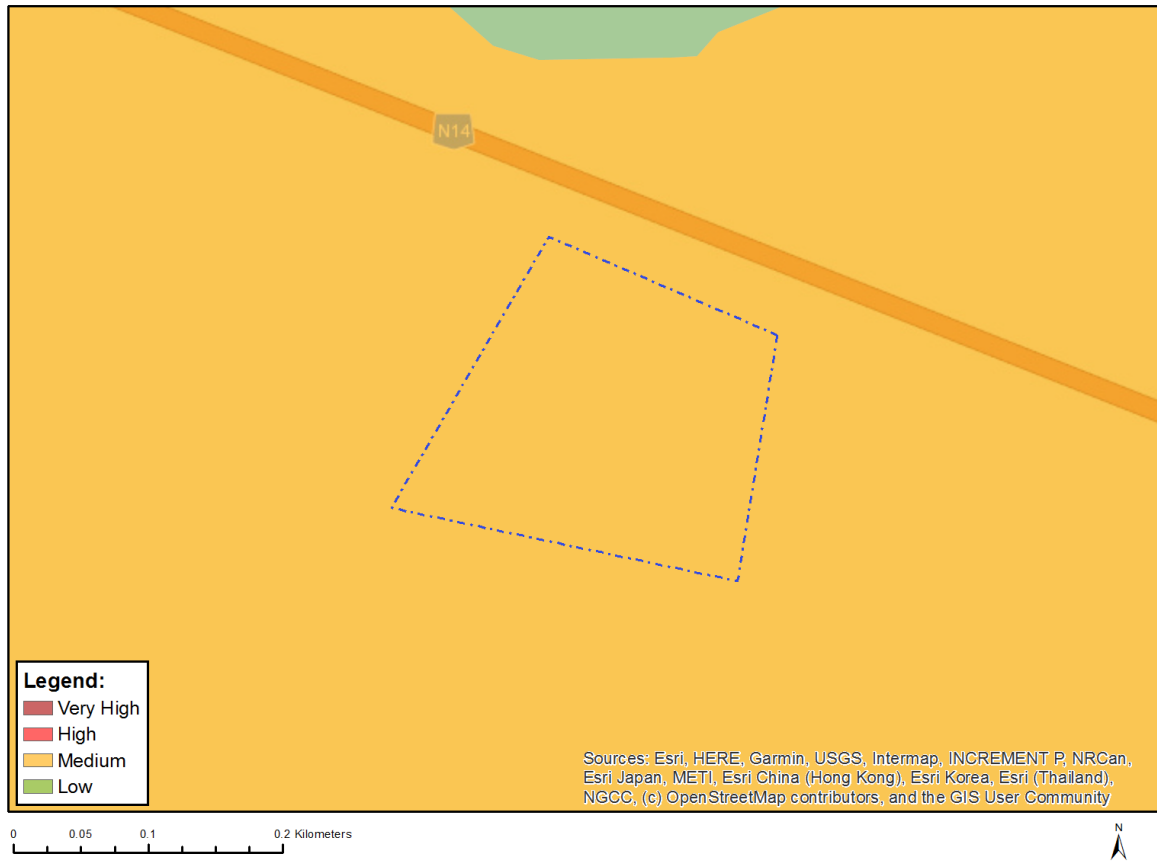 N14
Legend:
Very High
High
Medium
Low
Sources: Esri, HERE, Garmin, USGS, Intermap, INCREMENT P, NRCan,
Esri Japan, METI, Esri China (Hong Kong), Esri Korea, Esri (Thailand),
NGCC, (c) OpenStreetMap contributors, and the GIS User Community
0 0.05 0.1 0.2 Kilometers
N